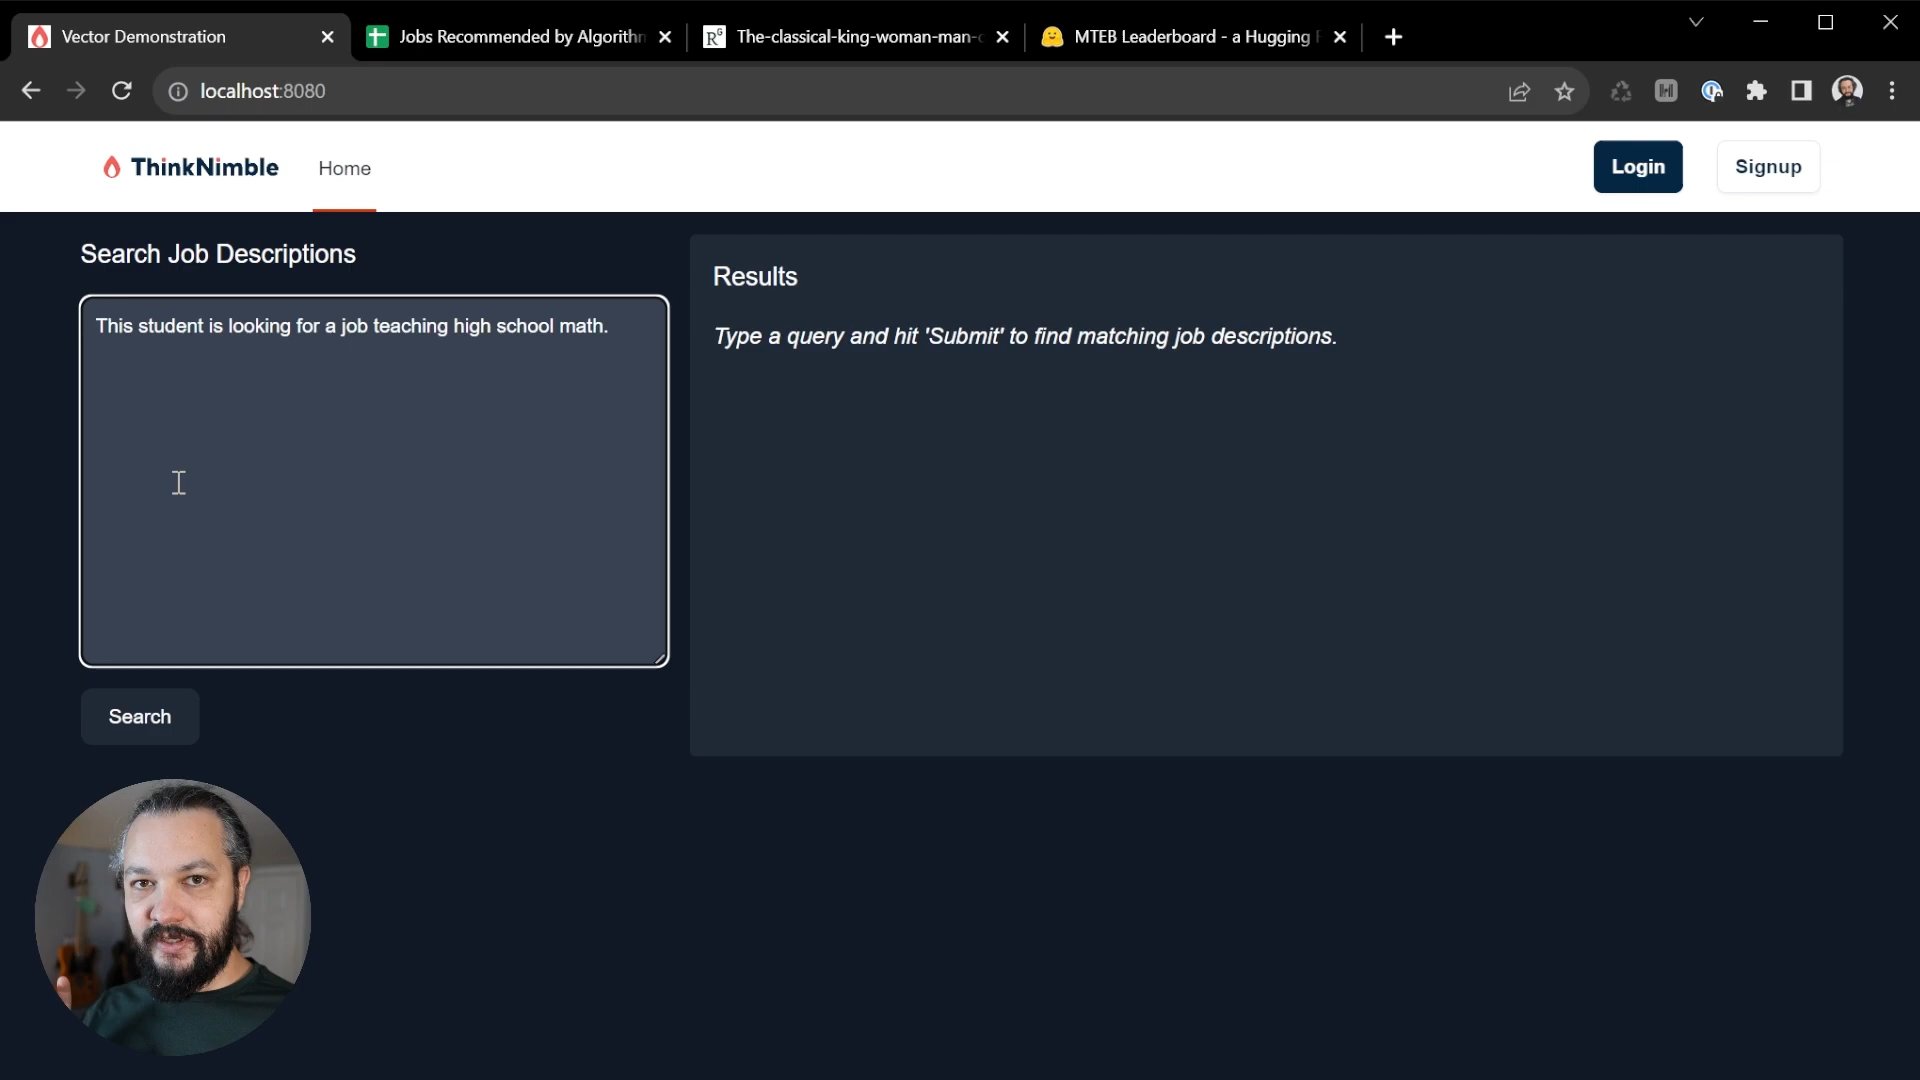 Vector Demonstration
Jobs Recommended by Algorith
The-classical-king-woman-man-
MTEB Leaderboard - a Hugging
localhost:8080
ThinkNimble
Home
Login
Signup
Search Job Descriptions
This student is looking for a job teaching high school math.
Search
Results
Type a query and hit 'Submit' to find matching job descriptions.